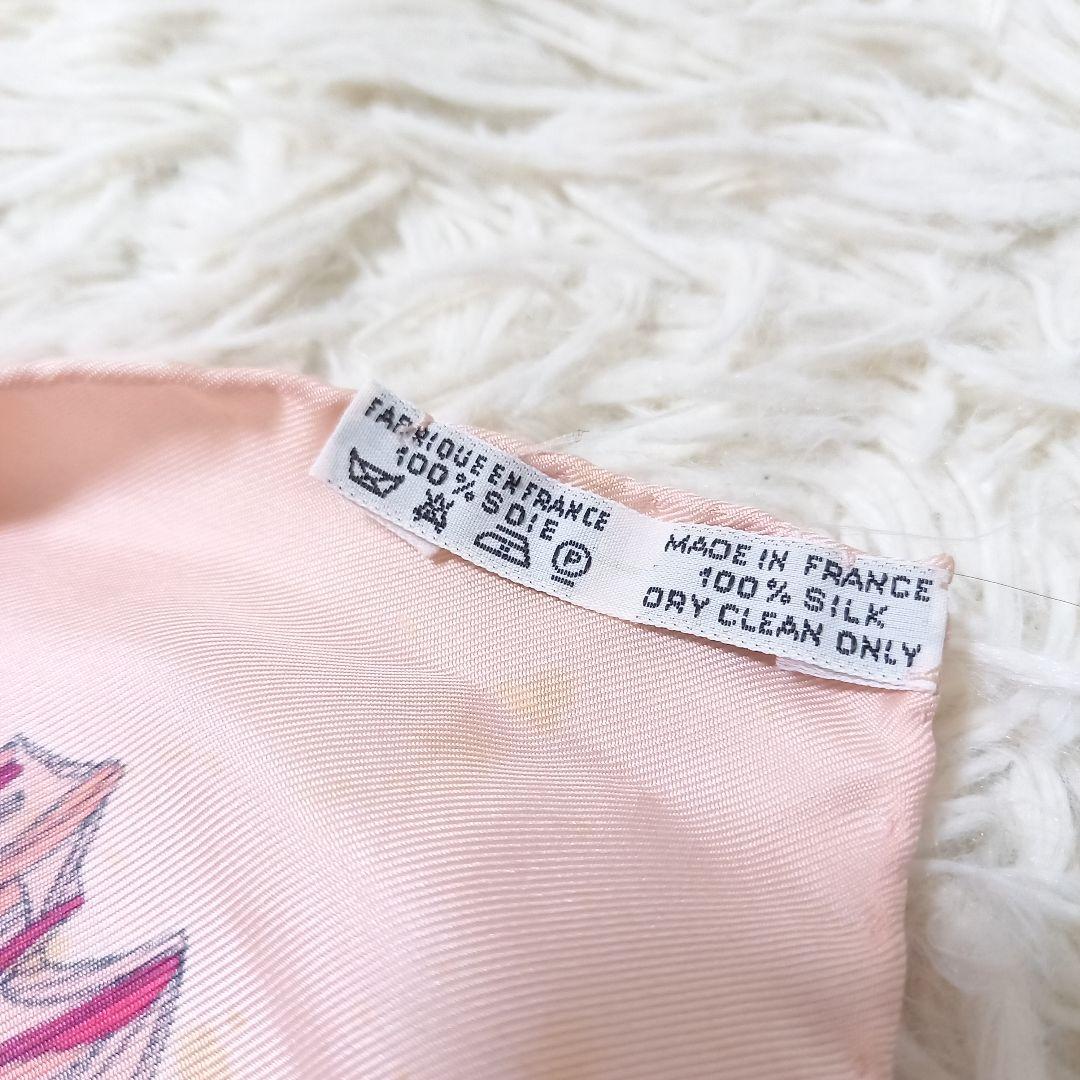 FABRIQUE EN FRANCE
100% SOIE
P
MADE IN FRANCE
100% SILK
DRY CLEAN ONLY